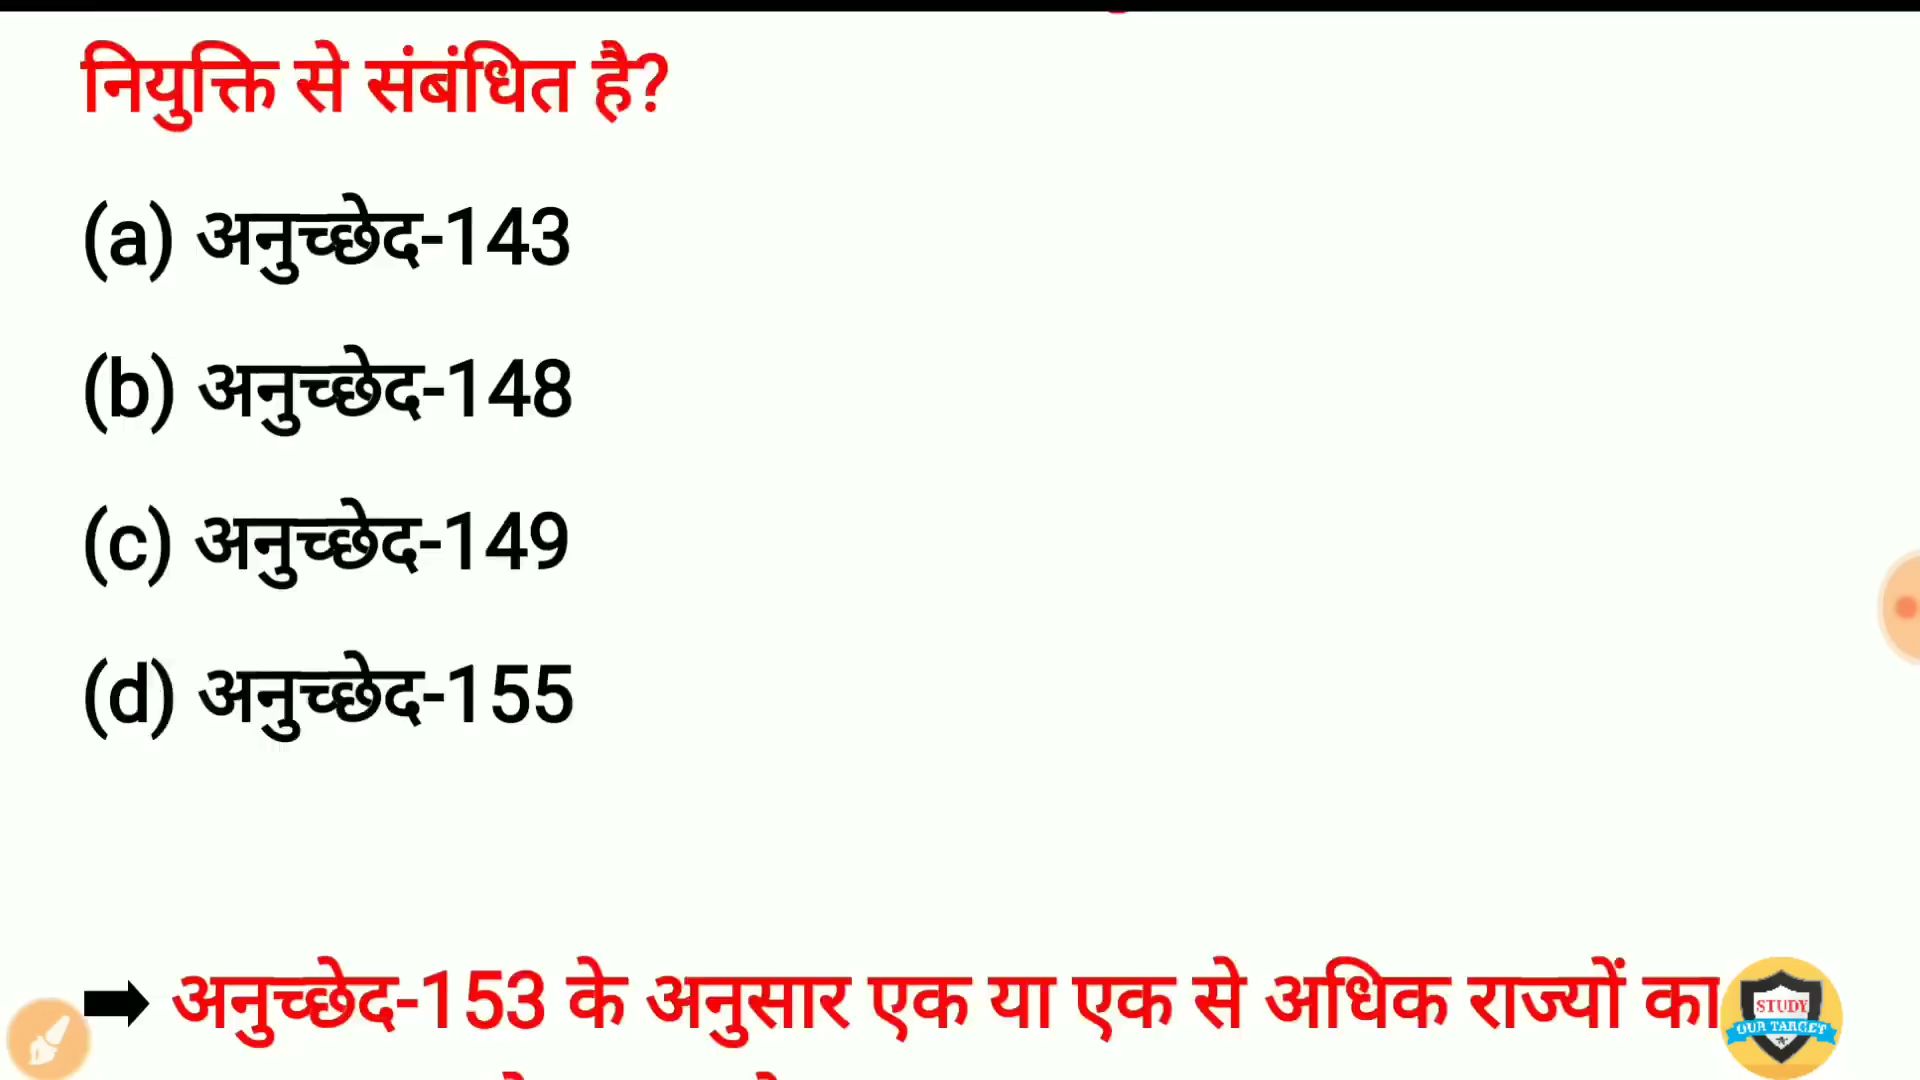 नियुक्ति से संबंधित है?
(a) अनुच्छेद-143
(b) अनुच्छेद-148
(c) अनुच्छेद-149
(d) अनुच्छेद-155
➡ अनुच्छेद-153 के अनुसार एक या एक से अधिक राज्यों का
STUDY
OUR TARGET